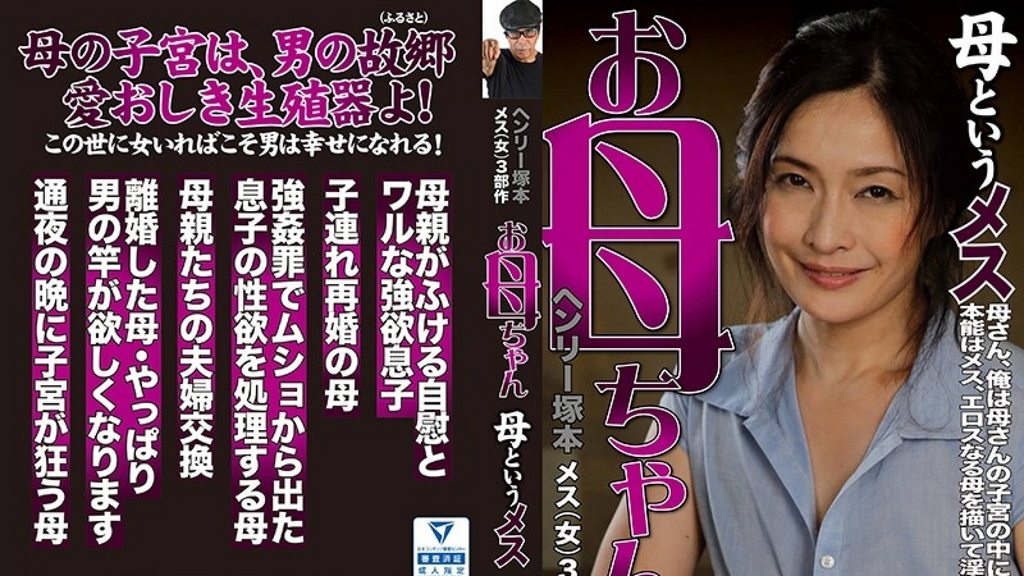 (ふるさと)
母の子宮は、男の故郷
愛おしき生殖器よ!
この世に女いればこそ男は幸せになれる!
母親がふける自慰と
ワルな強欲息子
子連れ再婚の母
強姦罪でムショから出た
息子の性欲を処理する母
母親たちの夫婦交換
離婚した母・やっぱり
男の竿が欲しくなります
通夜の晩に子宮が狂う母
審査済証
成人指定
ヘンリー塚本
メス(女)3部作
お母ちゃん
母というメス
お母ちゃん
ヘンリー塚本
メス(女)3
母というメス
母さん、俺は母さんの子宮の中に
本能はメス、エロスなる母を描いて淫